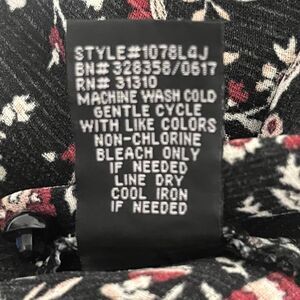 STYLE#1078L4J
BN# 328358/0617
RN# 31310
MACHINE WASH COLD
GENTLE CYCLE
WITH LIKE COLORS
NON-CHLORINE
BLEACH ONLY
IF NEEDED
LINE DRY
COOL IRON
IF NEEDED